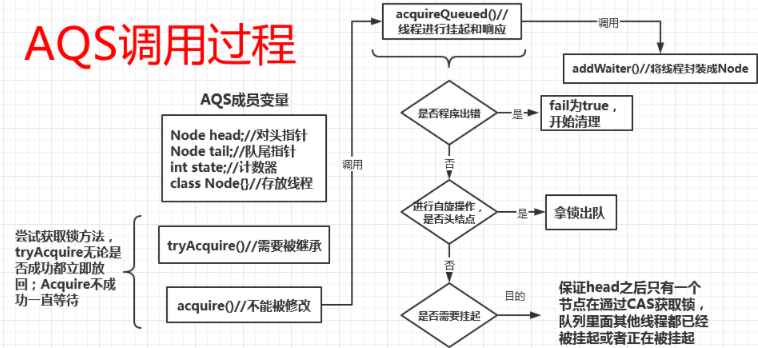 AQS调用过程
acquireQueued()//
线程进行挂起和响应
调用
addWaiter()//将线程封装成Node
AQS成员变量
Node head;//对头指针
Node tail;//队尾指针
int state;//计数器
class Node{}//存放线程
调用
是否程序出错
是
fail为true，
开始清理
否
进行自旋操作，
是否头结点
是
拿锁出队
否
尝试获取锁方法，
tryAcquire无论是
否成功都立即放
回；Acquire不成
功一直等待
tryAcquire()//需要被继承
acquire()//不能被修改
是否需要挂起
目的
保证head之后只有一个
节点在通过CAS获取锁，
队列里面其他线程都已经
被挂起或者正在被挂起